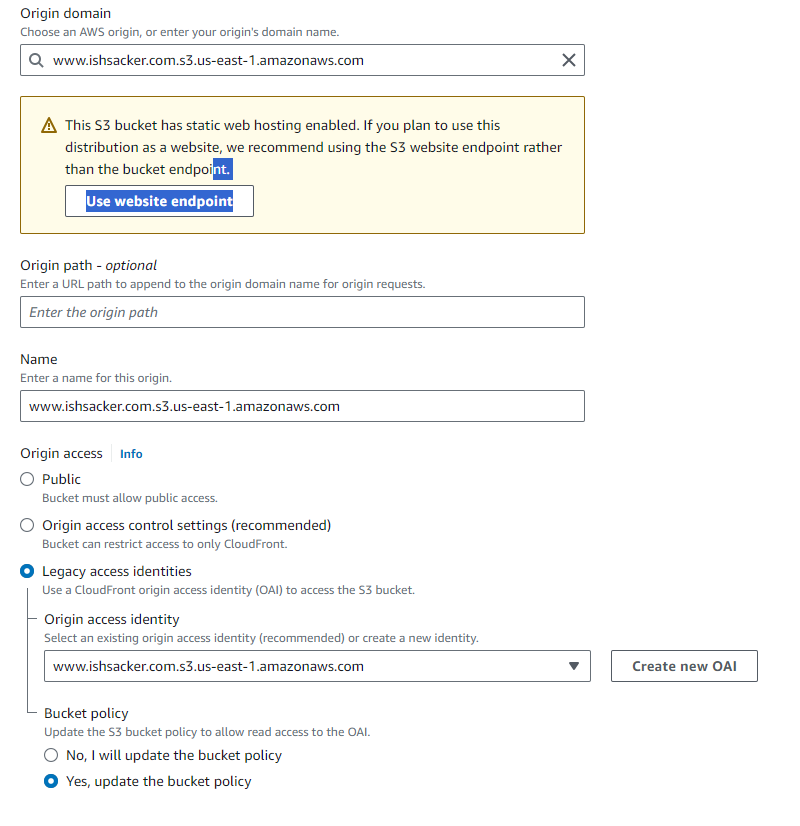 Origin domain
Choose an AWS origin, or enter your origin's domain name.
www.ishsacker.com.s3.us-east-1.amazonaws.com
This S3 bucket has static web hosting enabled. If you plan to use this
distribution as a website, we recommend using the S3 website endpoint rather
than the bucket endpoint.
Use website endpoint
Origin path - optional
Enter a URL path to append to the origin domain name for origin requests.
Enter the origin path
Name
Enter a name for this origin.
www.ishsacker.com.s3.us-east-1.amazonaws.com
Origin access Info
Public
Bucket must allow public access.
Origin access control settings (recommended)
Bucket can restrict access to only CloudFront.
Legacy access identities
Use a CloudFront origin access identity (OAI) to access the S3 bucket.
Origin access identity
Select an existing origin access identity (recommended) or create a new identity.
www.ishsacker.com.s3.us-east-1.amazonaws.com Create new OAI
Bucket policy
Update the S3 bucket policy to allow read access to the OAI.
No, I will update the bucket policy
Yes, update the bucket policy